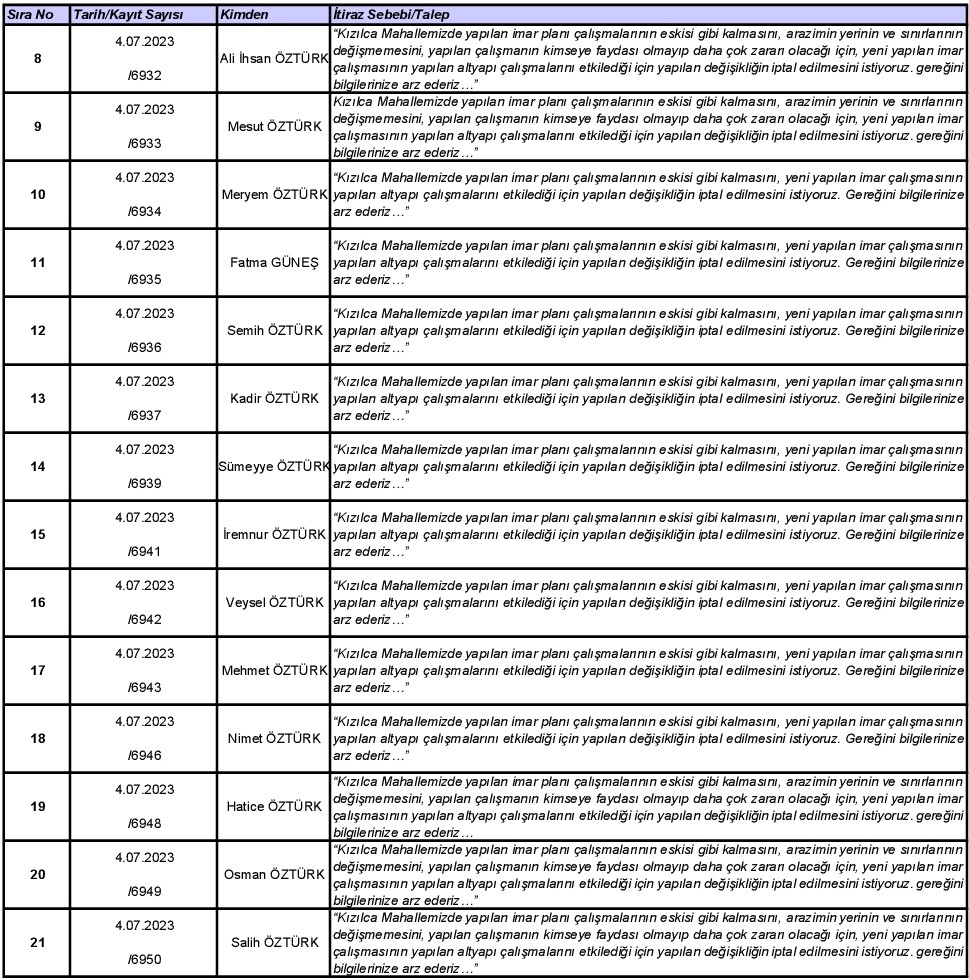 Sıra No Tarih/Kayıt Sayısı Kimden İtiraz Sebebi/Talep
8
4.07.2023
/6932
Ali İhsan ÖZTÜRK
“Kızılca Mahallemizde yapılan imar planı çalışmalarının eskisi gibi kalmasını, arazimin yerinin ve sınırlarının
değişmemesini, yapılan çalışmanın kimseye faydası olmayıp daha çok zararı olacağı için, yeni yapılan imar
çalışmasının yapılan altyapı çalışmalarını etkilediği için yapılan değişikliğin iptal edilmesini istiyoruz. gereğini
bilgilerinize arz ederiz…”
9
4.07.2023
/6933
Mesut ÖZTÜRK
Kızılca Mahallemizde yapılan imar planı çalışmalarının eskisi gibi kalmasını, arazimin yerinin ve sınırlarının
değişmemesini, yapılan çalışmanın kimseye faydası olmayıp daha çok zararı olacağı için, yeni yapılan imar
çalışmasının yapılan altyapı çalışmalarını etkilediği için yapılan değişikliğin iptal edilmesini istiyoruz. gereğini
bilgilerinize arz ederiz…”
10
4.07.2023
/6934
Meryem ÖZTÜRK
“Kızılca Mahallemizde yapılan imar planı çalışmalarının eskisi gibi kalmasını, yeni yapılan imar çalışmasının
yapılan altyapı çalışmalarını etkilediği için yapılan değişikliğin iptal edilmesini istiyoruz. Gereğini bilgilerinize
arz ederiz…”
11
4.07.2023
/6935
Fatma GÜNEŞ
“Kızılca Mahallemizde yapılan imar planı çalışmalarının eskisi gibi kalmasını, yeni yapılan imar çalışmasının
yapılan altyapı çalışmalarını etkilediği için yapılan değişikliğin iptal edilmesini istiyoruz. Gereğini bilgilerinize
arz ederiz…”
12
4.07.2023
/6936
Semih ÖZTÜRK
“Kızılca Mahallemizde yapılan imar planı çalışmalarının eskisi gibi kalmasını, yeni yapılan imar çalışmasının
yapılan altyapı çalışmalarını etkilediği için yapılan değişikliğin iptal edilmesini istiyoruz. Gereğini bilgilerinize
arz ederiz…”
13
4.07.2023
/6937
Kadir ÖZTÜRK
“Kızılca Mahallemizde yapılan imar planı çalışmalarının eskisi gibi kalmasını, yeni yapılan imar çalışmasının
yapılan altyapı çalışmalarını etkilediği için yapılan değişikliğin iptal edilmesini istiyoruz. Gereğini bilgilerinize
arz ederiz…”
14
4.07.2023
/6939
Sümeyye ÖZTÜRK
“Kızılca Mahallemizde yapılan imar planı çalışmalarının eskisi gibi kalmasını, yeni yapılan imar çalışmasının
yapılan altyapı çalışmalarını etkilediği için yapılan değişikliğin iptal edilmesini istiyoruz. Gereğini bilgilerinize
arz ederiz…”
15
4.07.2023
/6941
İremnur ÖZTÜRK
“Kızılca Mahallemizde yapılan imar planı çalışmalarının eskisi gibi kalmasını, yeni yapılan imar çalışmasının
yapılan altyapı çalışmalarını etkilediği için yapılan değişikliğin iptal edilmesini istiyoruz. Gereğini bilgilerinize
arz ederiz…”
16
4.07.2023
/6942
Veysel ÖZTÜRK
“Kızılca Mahallemizde yapılan imar planı çalışmalarının eskisi gibi kalmasını, yeni yapılan imar çalışmasının
yapılan altyapı çalışmalarını etkilediği için yapılan değişikliğin iptal edilmesini istiyoruz. Gereğini bilgilerinize
arz ederiz…”
17
4.07.2023
/6943
Mehmet ÖZTÜRK
“Kızılca Mahallemizde yapılan imar planı çalışmalarının eskisi gibi kalmasını, yeni yapılan imar çalışmasının
yapılan altyapı çalışmalarını etkilediği için yapılan değişikliğin iptal edilmesini istiyoruz. Gereğini bilgilerinize
arz ederiz…”
18
4.07.2023
/6946
Nimet ÖZTÜRK
“Kızılca Mahallemizde yapılan imar planı çalışmalarının eskisi gibi kalmasını, yeni yapılan imar çalışmasının
yapılan altyapı çalışmalarını etkilediği için yapılan değişikliğin iptal edilmesini istiyoruz. Gereğini bilgilerinize
arz ederiz…”
19
4.07.2023
/6948
Hatice ÖZTÜRK
“Kızılca Mahallemizde yapılan imar planı çalışmalarının eskisi gibi kalmasını, arazimin yerinin ve sınırlarının
değişmemesini, yapılan çalışmanın kimseye faydası olmayıp daha çok zararı olacağı için, yeni yapılan imar
çalışmasının yapılan altyapı çalışmalarını etkilediği için yapılan değişikliğin iptal edilmesini istiyoruz. gereğini
bilgilerinize arz ederiz…
20
4.07.2023
/6949
Osman ÖZTÜRK
“Kızılca Mahallemizde yapılan imar planı çalışmalarının eskisi gibi kalmasını, arazimin yerinin ve sınırlarının
değişmemesini, yapılan çalışmanın kimseye faydası olmayıp daha çok zararı olacağı için, yeni yapılan imar
çalışmasının yapılan altyapı çalışmalarını etkilediği için yapılan değişikliğin iptal edilmesini istiyoruz. gereğini
bilgilerinize arz ederiz…”
21
4.07.2023
/6950
Salih ÖZTÜRK
“Kızılca Mahallemizde yapılan imar planı çalışmalarının eskisi gibi kalmasını, arazimin yerinin ve sınırlarının
değişmemesini, yapılan çalışmanın kimseye faydası olmayıp daha çok zararı olacağı için, yeni yapılan imar
çalışmasının yapılan altyapı çalışmalarını etkilediği için yapılan değişikliğin iptal edilmesini istiyoruz. gereğini
bilgilerinize arz ederiz…”